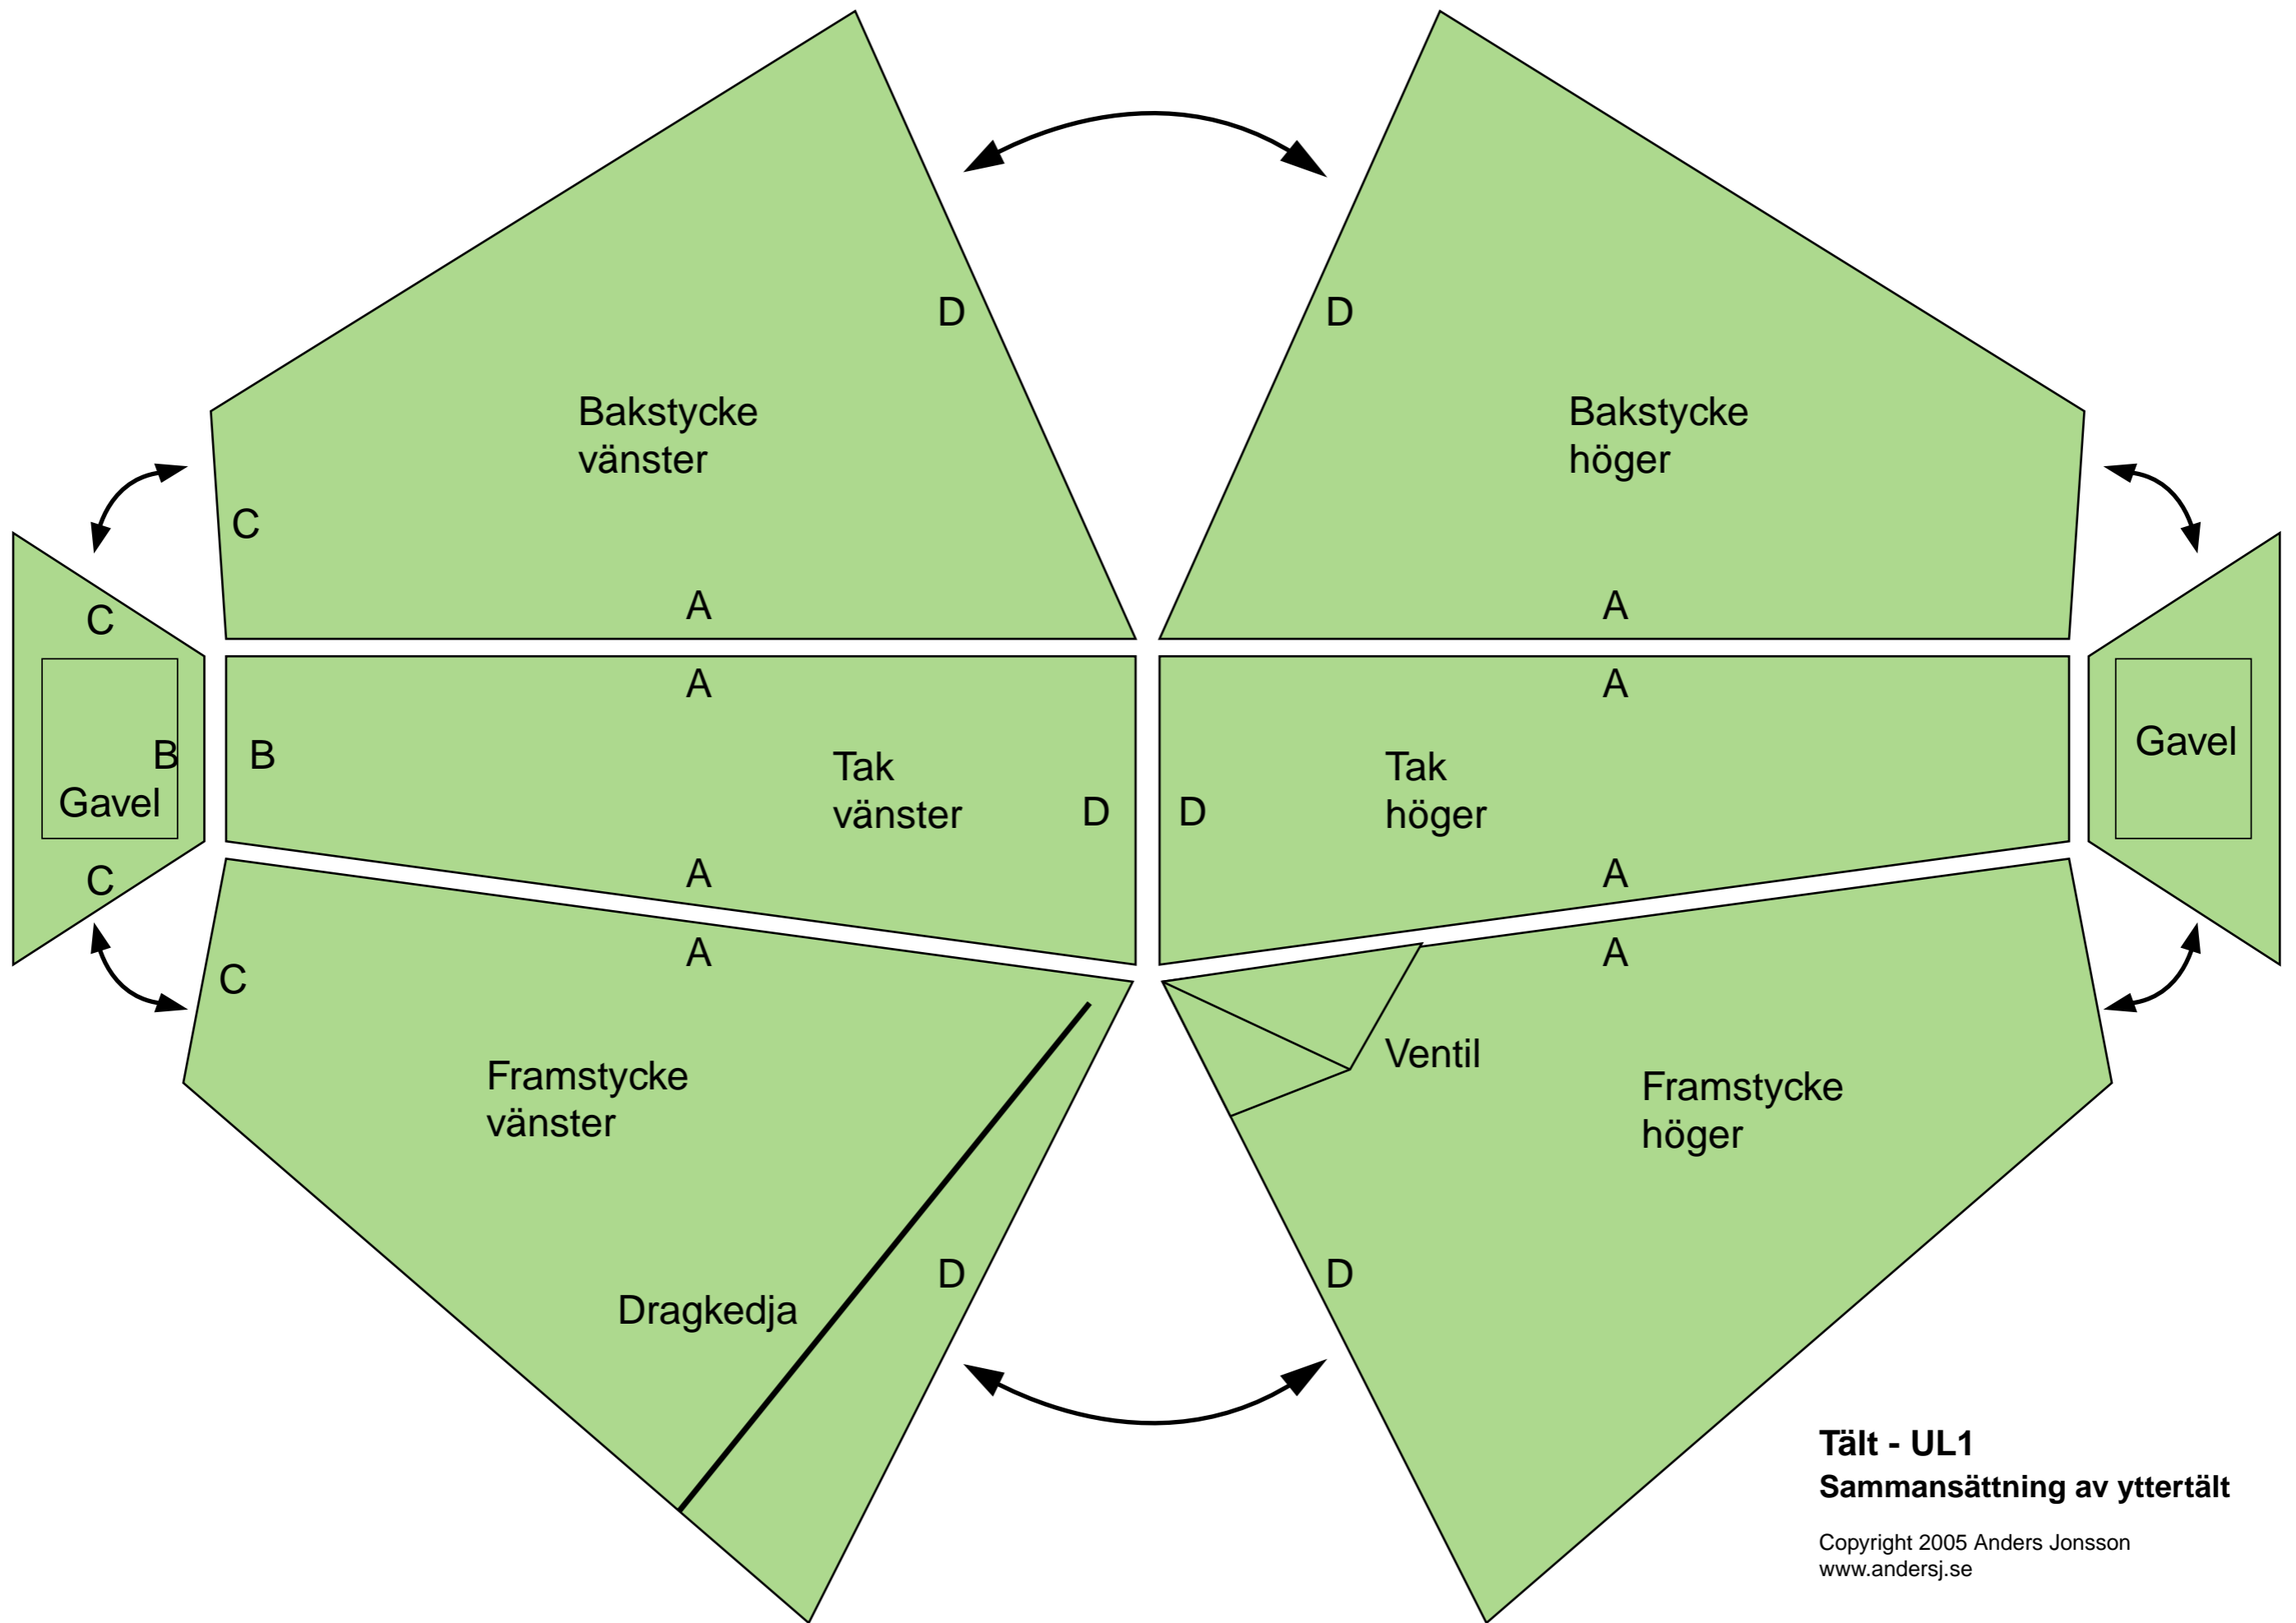 D
D
Bakstycke
vänster
Bakstycke
höger
C
A
A
C
A
A
B
B
Gavel
Tak
vänster
D
D
Tak
höger
Gavel
C
A
A
C
A
A
Framstycke
vänster
Ventil
Framstycke
höger
D
D
Dragkedja
Tält - UL1
Sammansättning av yttertält
Copyright 2005 Anders Jonsson
www.andersj.se